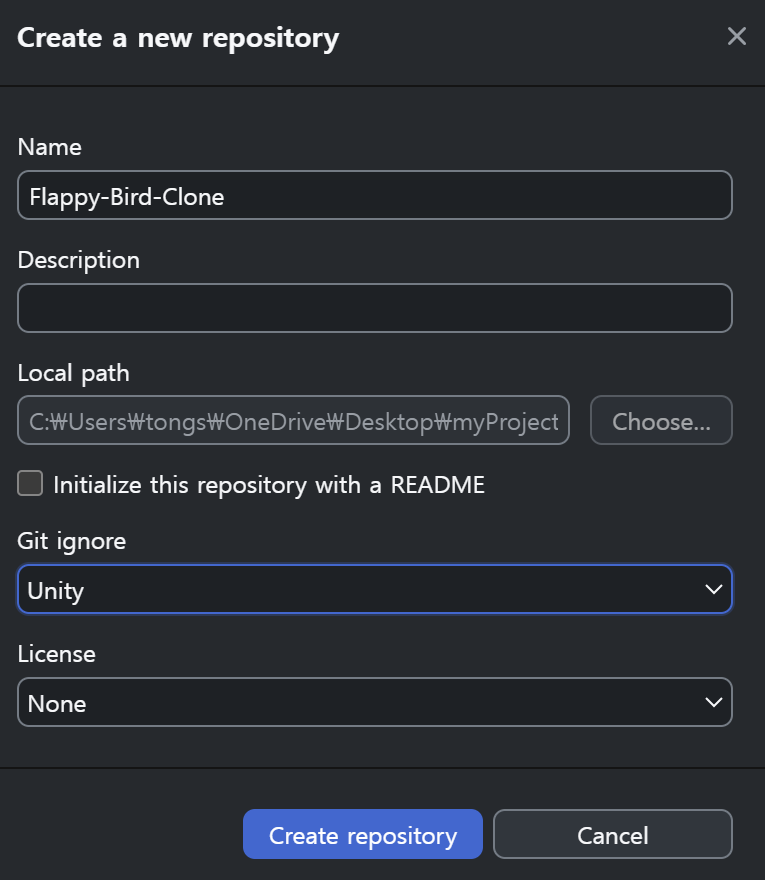 Create a new repository
Name
Flappy-Bird-Clone
Description
Local path
C:₩Users₩tongs₩OneDrive₩Desktop₩myProject
Choose...
Initialize this repository with a README
Git ignore
Unity
License
None
Create repository
Cancel